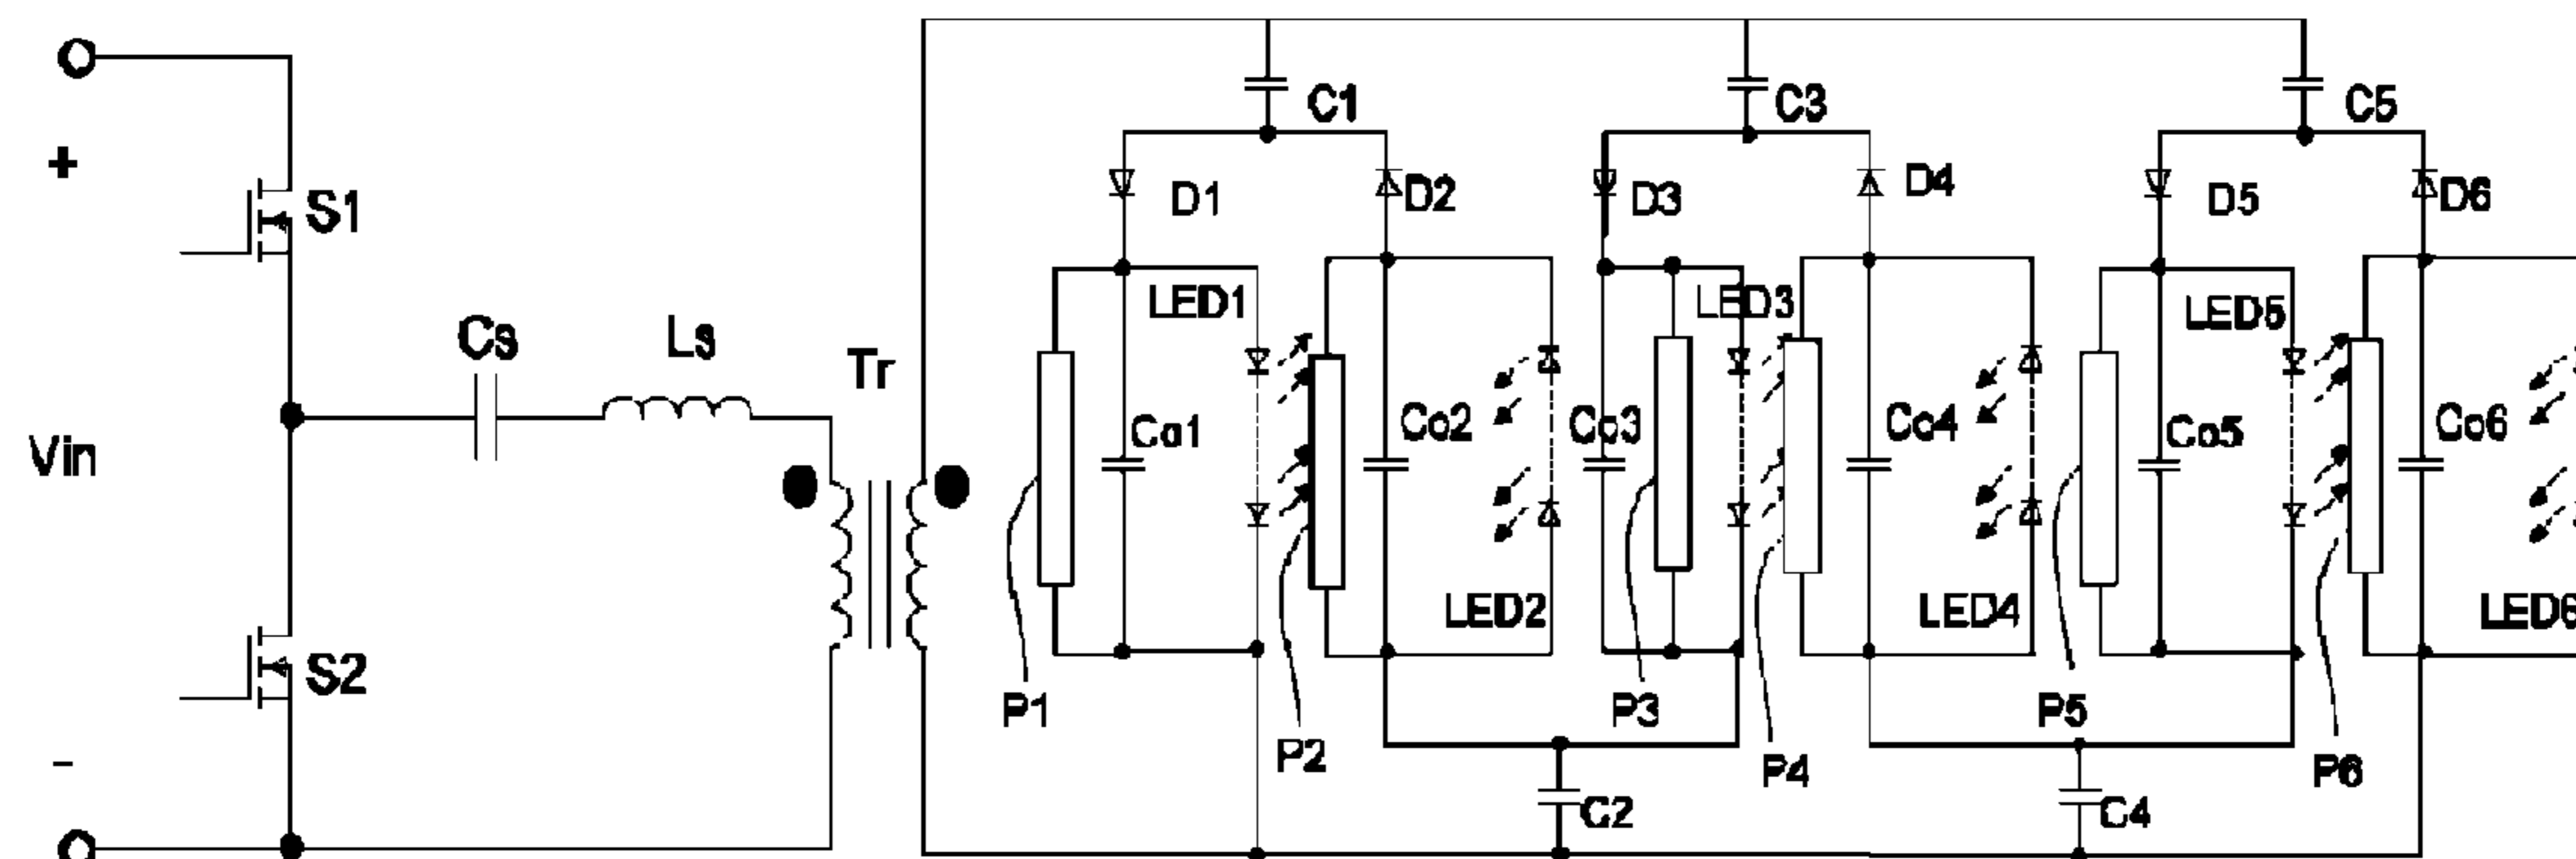 C1
C3
C5
+
S1
D1
D2
D3
D4
D5
D6
LED1
LED3
LED5
Cs
Ls
Tr
Vin
Co1
Co2
Co3
Co4
Co5
Co6
LED2
LED4
LED6
S2
P1
P2
P3
P4
P5
P6
–
C2
C4